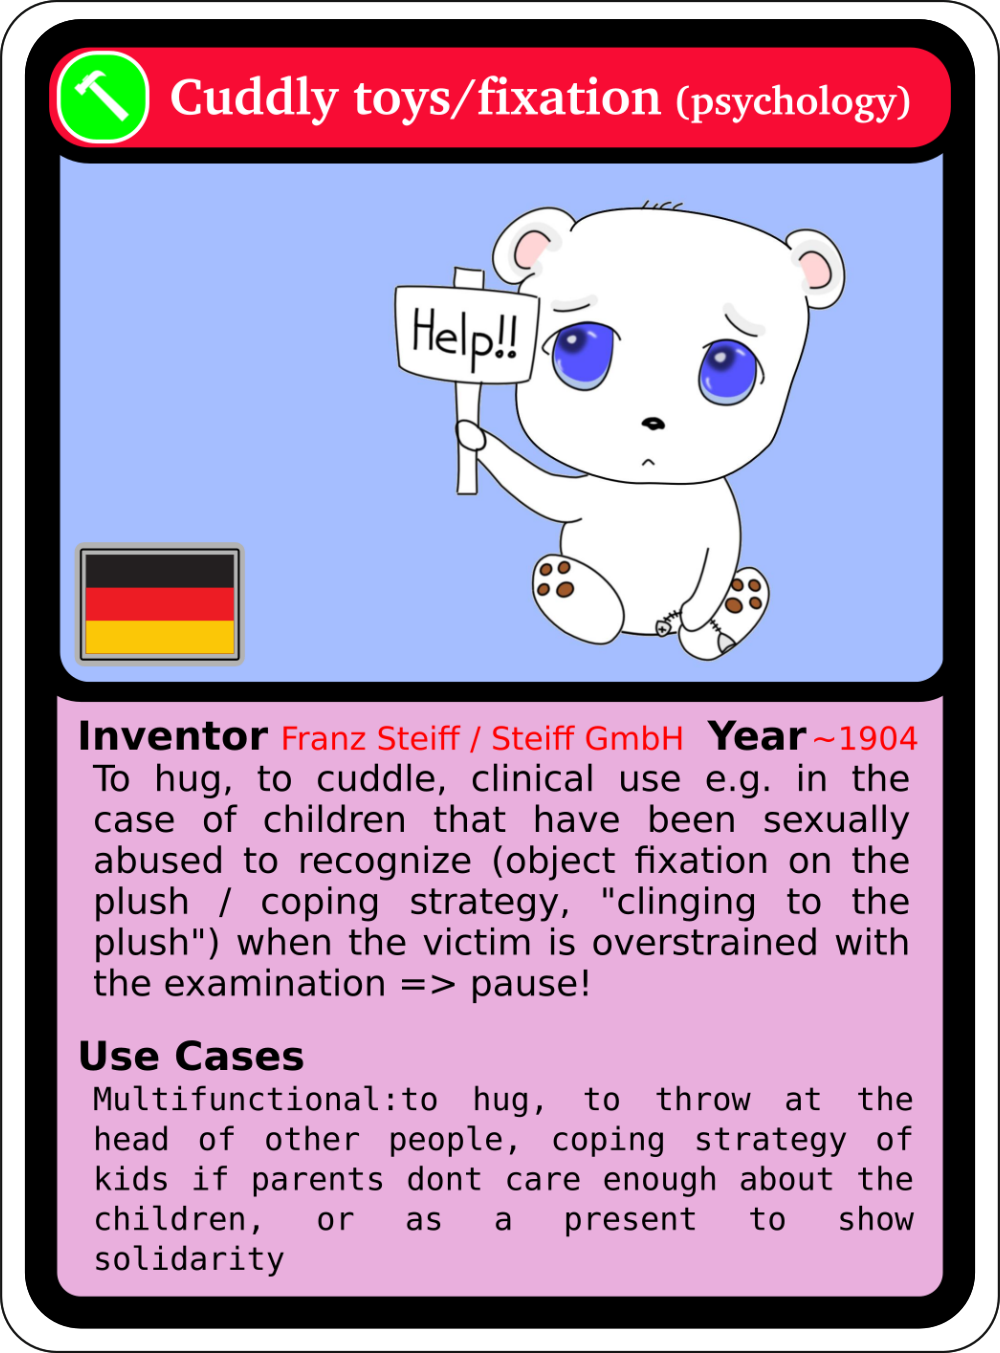 Cuddly toys/fixation (psychology)
Help!!
Inventor Franz Steiff / Steiff GmbH Year ~1904
To hug, to cuddle, clinical use e.g. in the
case of children that have been sexually
abused to recognize (object fixation on the
plush / coping strategy, "clinging to the
plush") when the victim is overstrained with
the examination => pause!
Use Cases
Multifunctional:to hug, to throw at the
head of other people, coping strategy of
kids if parents dont care enough about the
children, or as a present to show
solidarity